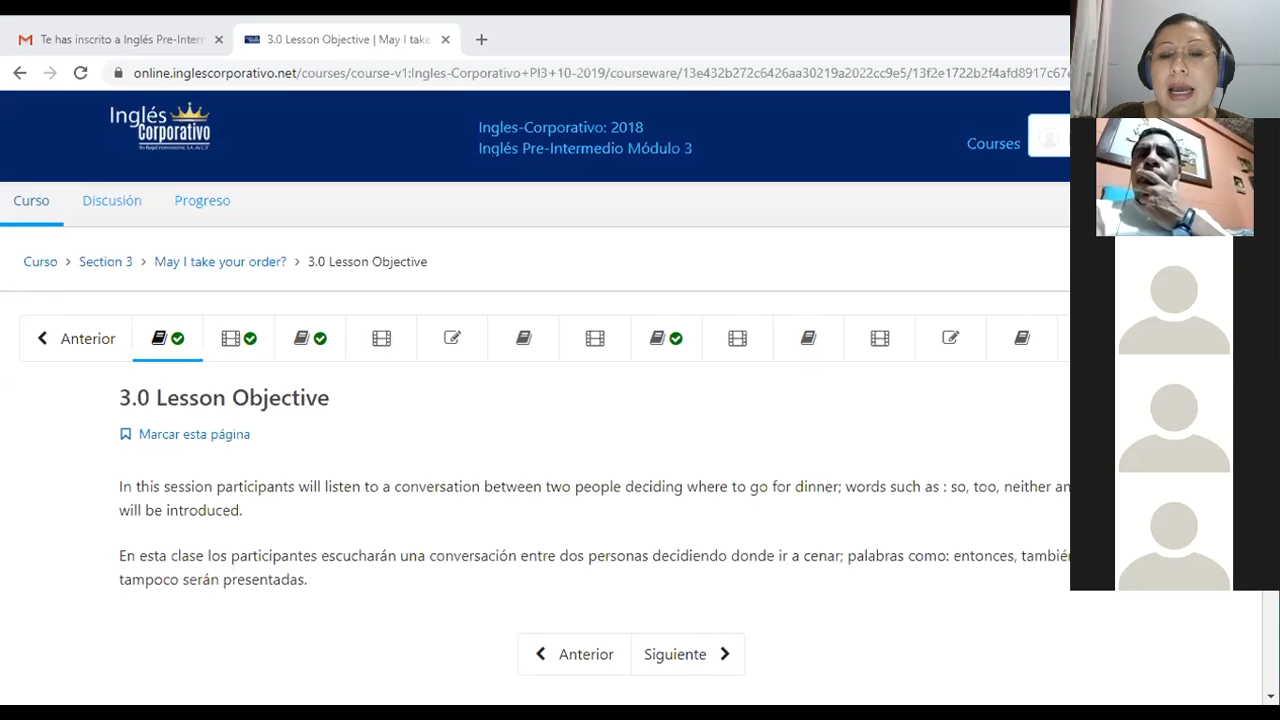 Te has inscrito a Inglés Pre-Inter
3.0 Lesson Objective | May I take
online.inglescorporativo.net/courses/course-v1:Ingles-Corporativo+PI3+10-2019/courseware/13e432b272c6426aa30219a2022cc9e5/13f2e1722b2f4afd8917c67
Inglés
Corporativo
Ingles-Corporativo: 2018
Inglés Pre-Intermedio Módulo 3
Courses
Curso Discusión Progreso
Curso > Section 3 > May I take your order? > 3.0 Lesson Objective
Anterior
3.0 Lesson Objective
Marcar esta página
In this session participants will listen to a conversation between two people deciding where to go for dinner; words such as : so, too, neither an
will be introduced.
En esta clase los participantes escucharán una conversación entre dos personas decidiendo donde ir a cenar; palabras como: entonces, tambié
tampoco serán presentadas.
Anterior Siguiente